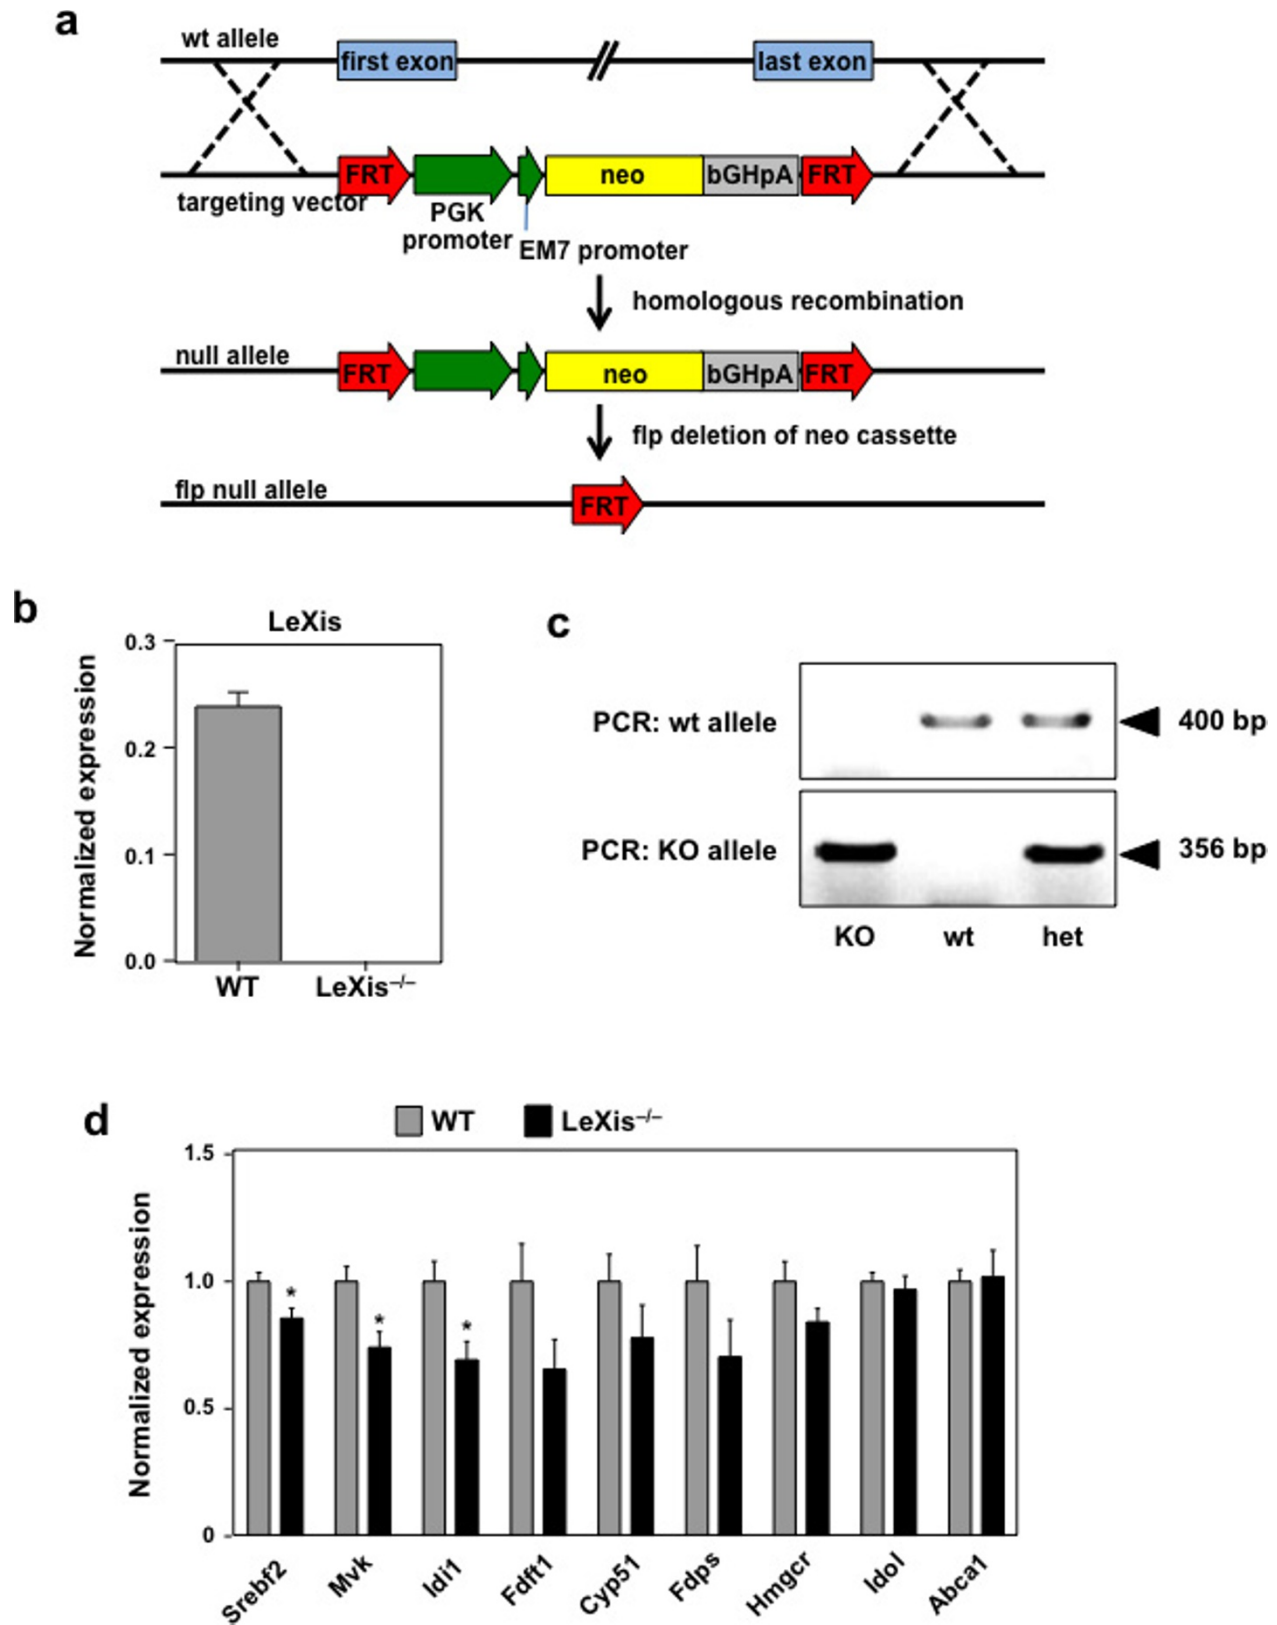 a
wt allele
first exon
last exon
FRT
neo
bGHpA
FRT
targeting vector
PGK
promoter
EM7 promoter
homologous recombination
null allele
FRT
neo
bGHpA
FRT
flp deletion of neo cassette
flp null allele
FRT
b
LeXis
Normalized expression
0.3
0.2
0.1
0.0
WT
LeXis–/–
c
PCR: wt allele
400 bp
PCR: KO allele
356 bp
KO wt het
d
WT LeXis–/–
Normalized expression
1.5
1.0
0.5
0
* * *
Srebf2 Mvk Idi1 Fdft1 Cyp51 Fdps Hmgcr Idol Abca1